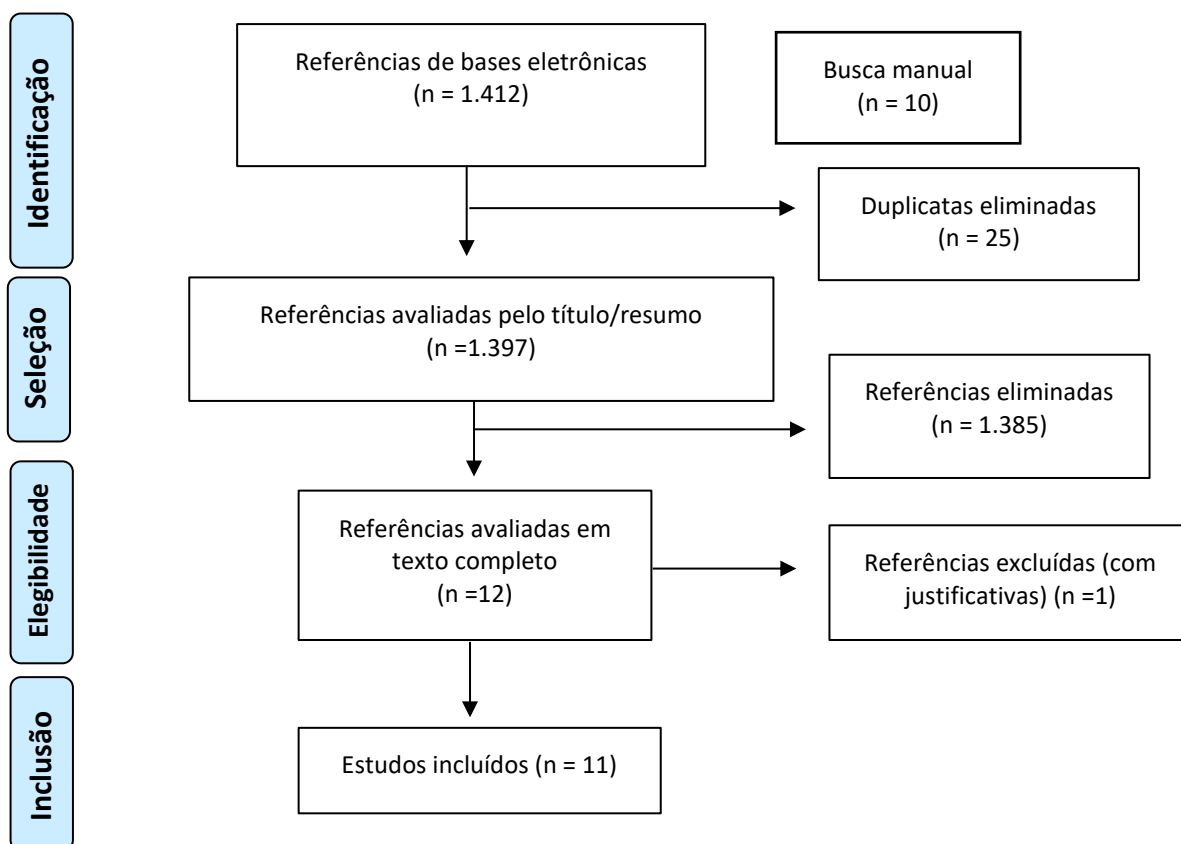 Identificação
Referências de bases eletrônicas
(n = 1.412)
Busca manual
(n = 10)
Duplicatas eliminadas
(n = 25)
Seleção
Referências avaliadas pelo título/resumo
(n =1.397)
Referências eliminadas
(n = 1.385)
Elegibilidade
Referências avaliadas em
texto completo
(n =12)
Referências excluídas (com
justificativas) (n =1)
Inclusão
Estudos incluídos (n = 11)